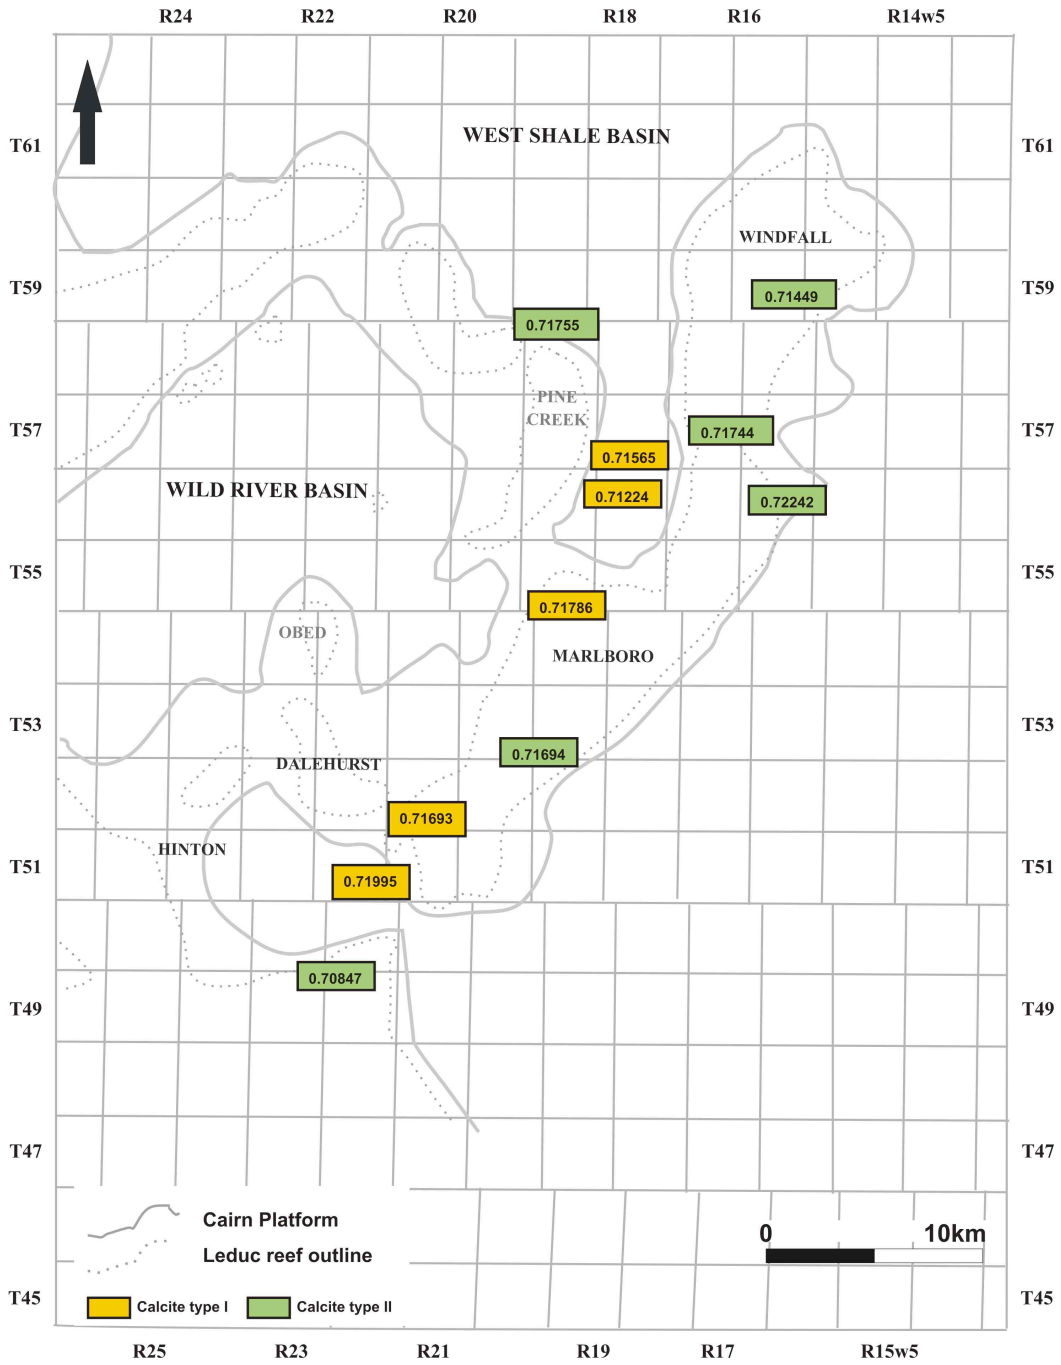 R24 R22 R20 R18 R16 R14w5
T61 WEST SHALE BASIN T61
WINDFALL
T59 0.71449 T59
0.71755
PINE
CREEK
T57 0.71744 T57
0.71565
WILD RIVER BASIN 0.71224 0.72242
T55 T55
0.71786
OBED
MARLBORO
T53 T53
0.71694
DALEHURST
0.71693
HINTON
T51 0.71995 T51
0.70847
T49 T49
T47 T47
Cairn Platform
0 10km
Leduc reef outline
T45 T45
Calcite type I Calcite type II
R25 R23 R21 R19 R17 R15w5